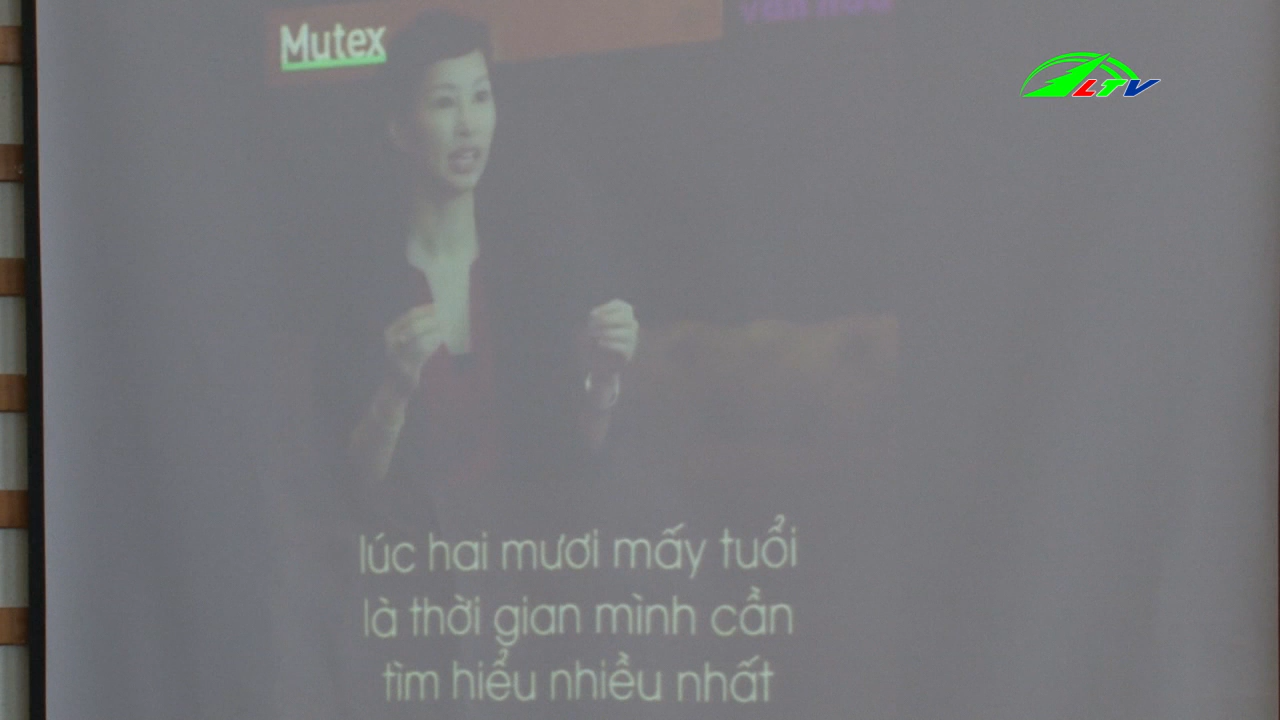 Mutex
LTV
lúc hai mươi mấy tuổi
là thời gian mình cần
tìm hiểu nhiều nhất